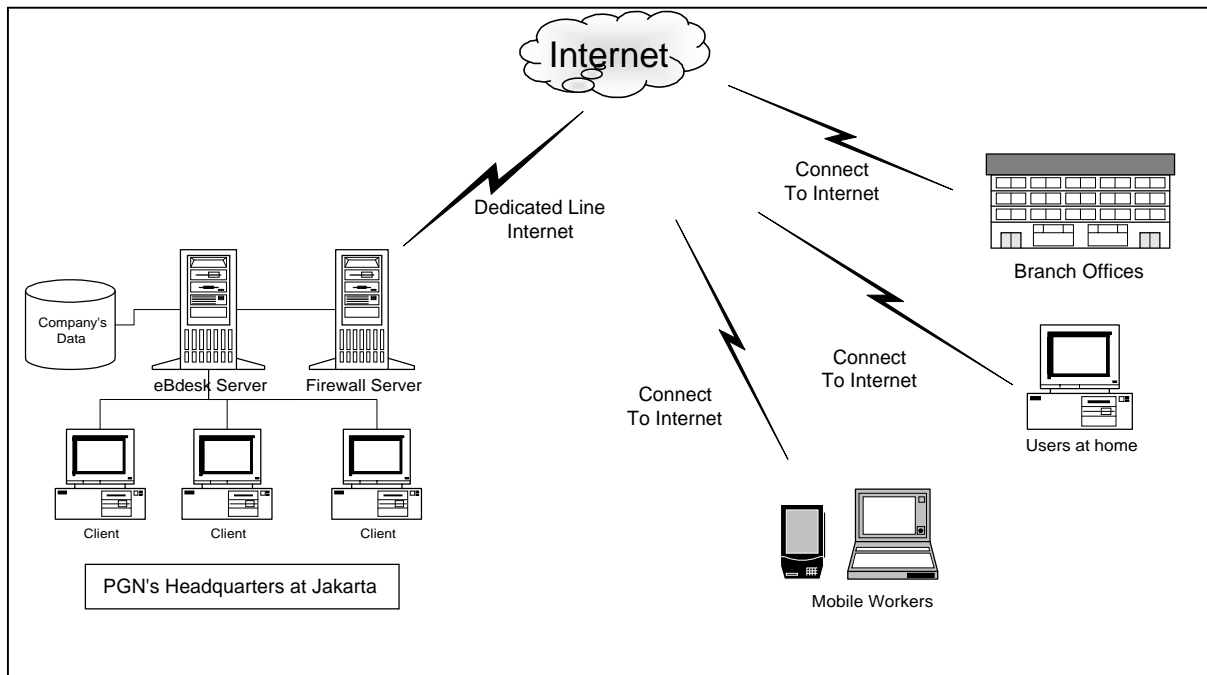 Internet
Connect
To Internet
Dedicated Line
Internet
Branch Offices
Company's
Data
eBdesk Server
Firewall Server
Connect
To Internet
Connect
To Internet
Users at home
Client
Client
Client
PGN's Headquarters at Jakarta
Mobile Workers